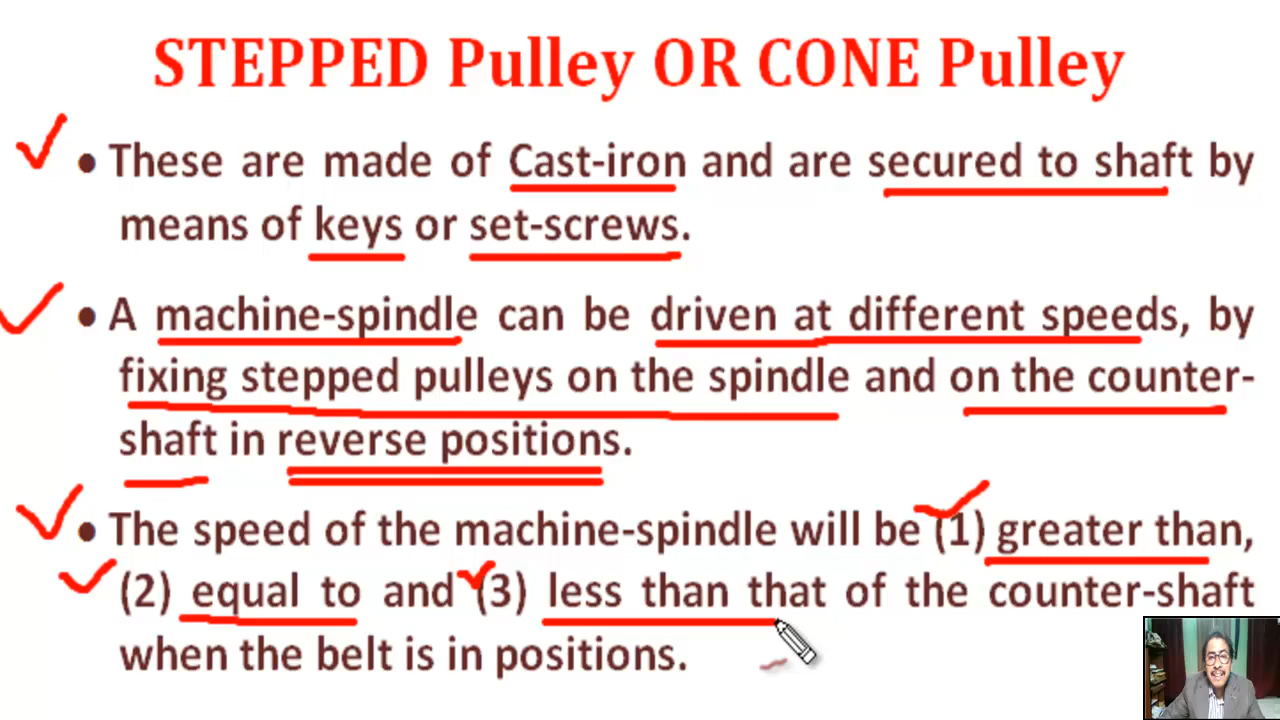 STEPPED Pulley OR CONE Pulley
• These are made of Cast-iron and are secured to shaft by
means of keys or set-screws.
• A machine-spindle can be driven at different speeds, by
fixing stepped pulleys on the spindle and on the counter-
shaft in reverse positions.
• The speed of the machine-spindle will be (1) greater than,
(2) equal to and (3) less than that of the counter-shaft
when the belt is in positions.